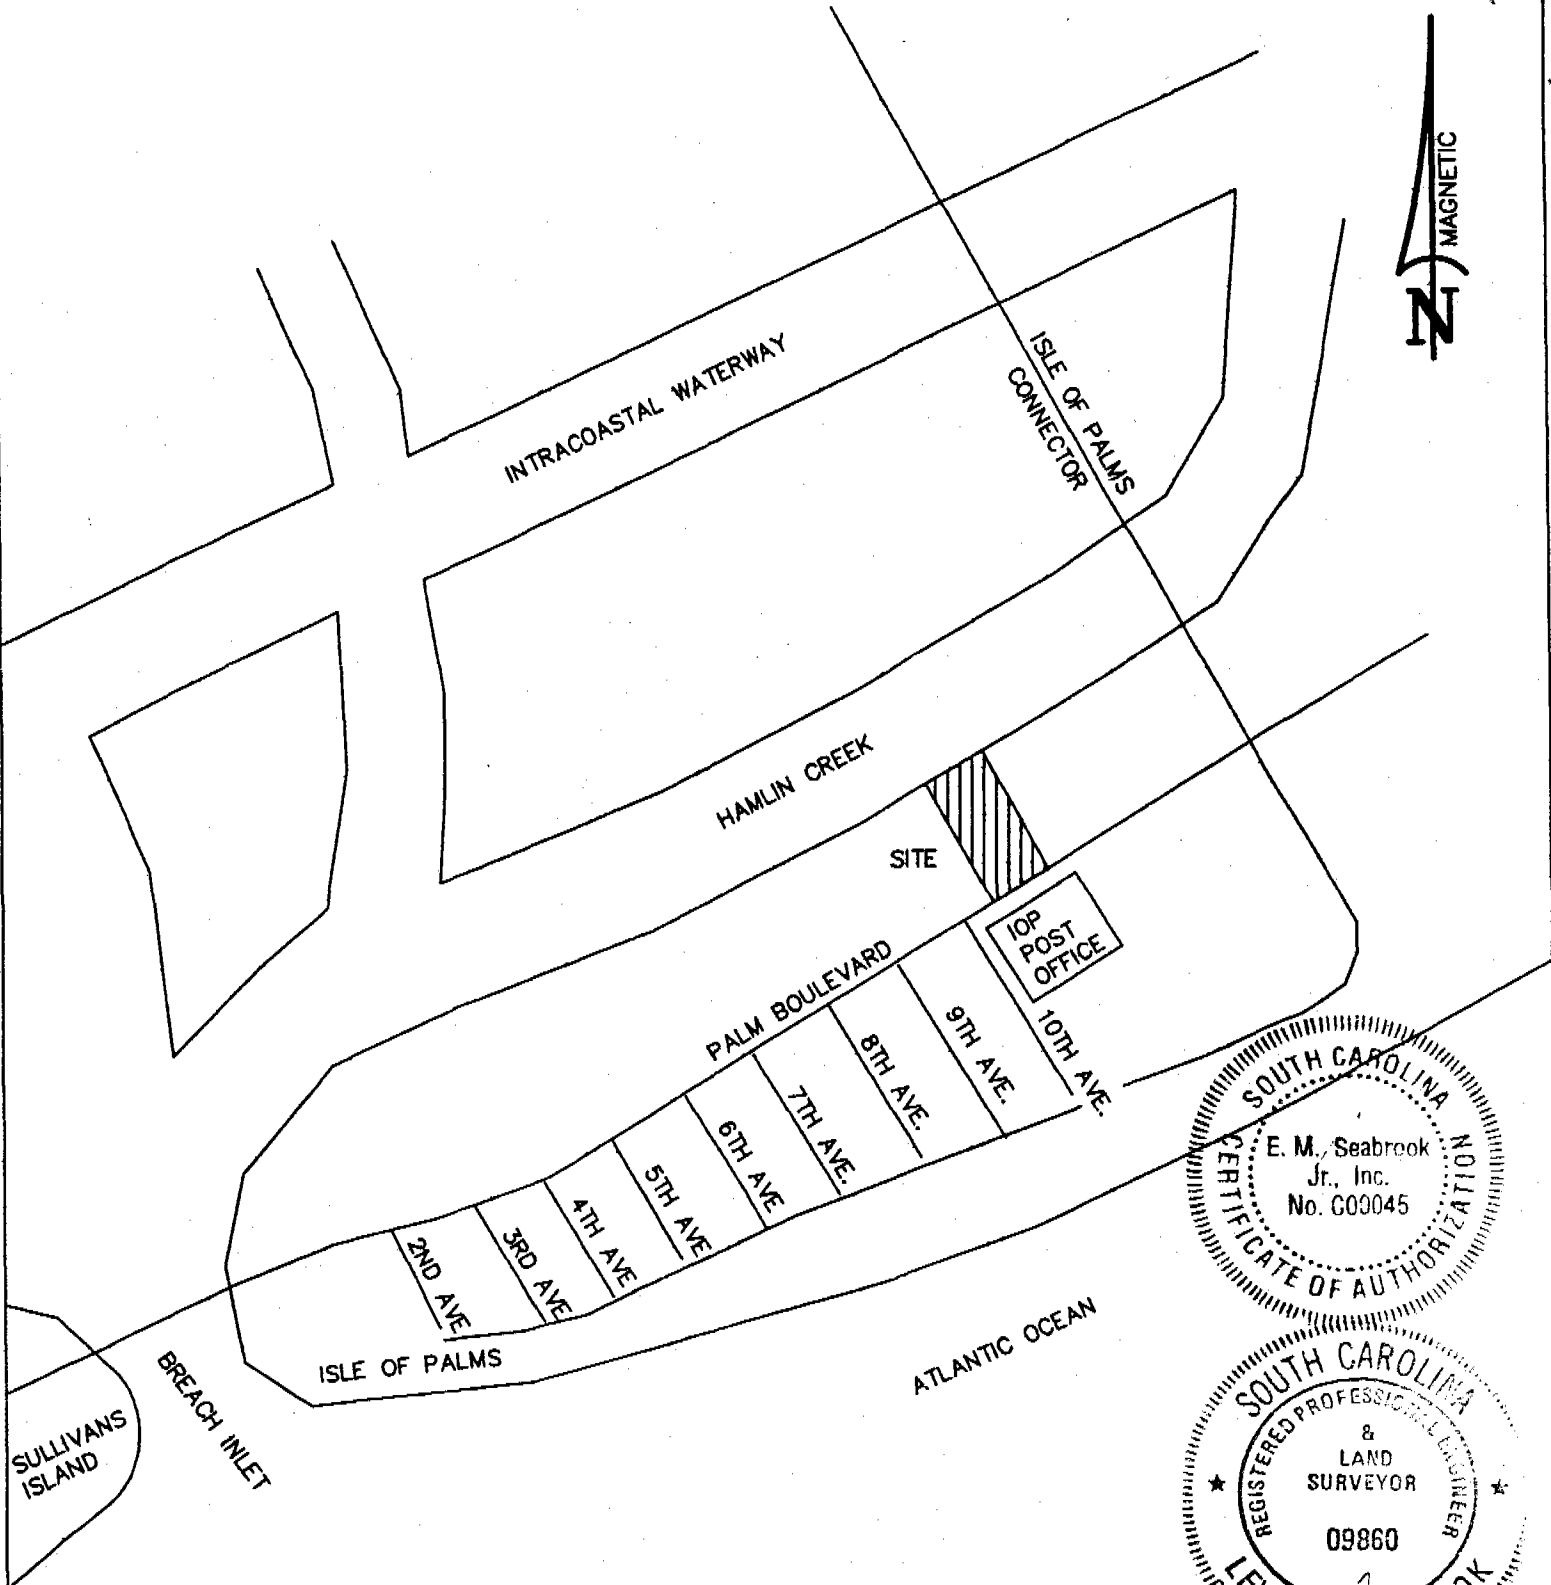 MAGNETIC
N
INTRACOASTAL WATERWAY
ISLE OF PALMS
CONNECTOR
HAMLIN CREEK
SITE
IOP
POST
OFFICE
PALM BOULEVARD
10TH AVE.
9TH AVE.
8TH AVE.
7TH AVE.
6TH AVE
5TH AVE
4TH AVE
3RD AVE
2ND AVE
ISLE OF PALMS
ATLANTIC OCEAN
BREACH INLET
SULLIVANS
ISLAND
SOUTH CAROLINA
E. M. Seabrook
Jr., Inc.
No. C00045
CERTIFICATE OF AUTHORIZATION
SOUTH CAROLINA
REGISTERED PROFESSIONAL ENGINEER
&
LAND
SURVEYOR
09860